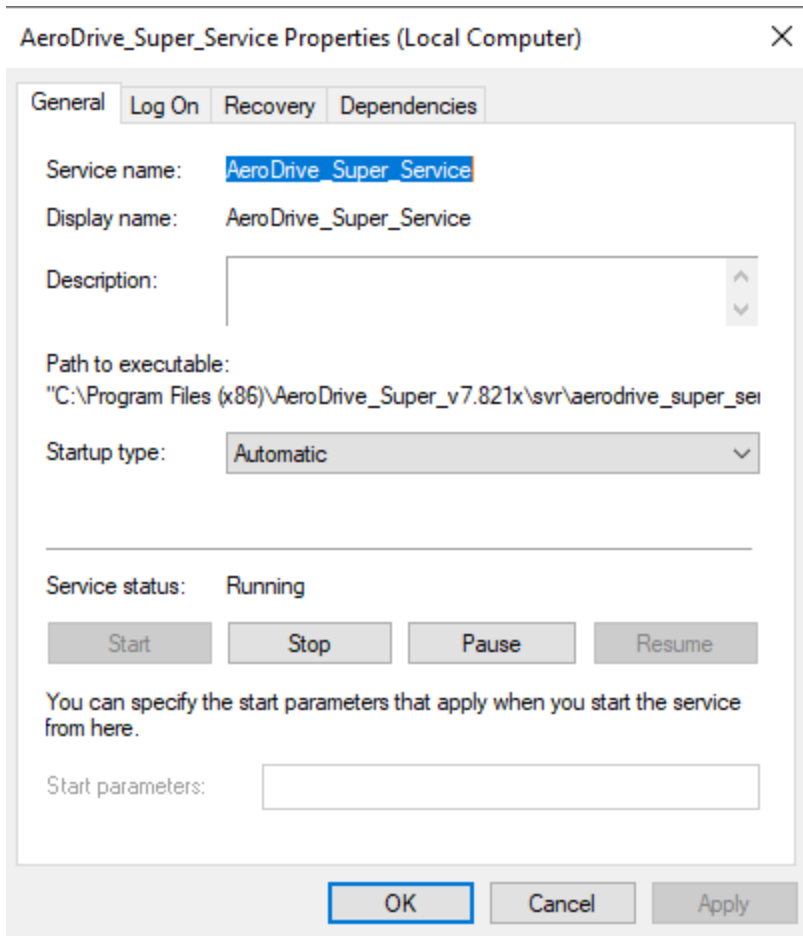 AeroDrive_Super_Service Properties (Local Computer)
General Log On Recovery Dependencies
Service name: AeroDrive_Super_Service
Display name: AeroDrive_Super_Service
Description:
Path to executable:
"C:\Program Files (x86)\AeroDrive_Super_v7.821x\svr\aerodrive_super_ser
Startup type: Automatic
Service status: Running
Start Stop Pause Resume
You can specify the start parameters that apply when you start the service
from here.
Start parameters:
OK Cancel Apply